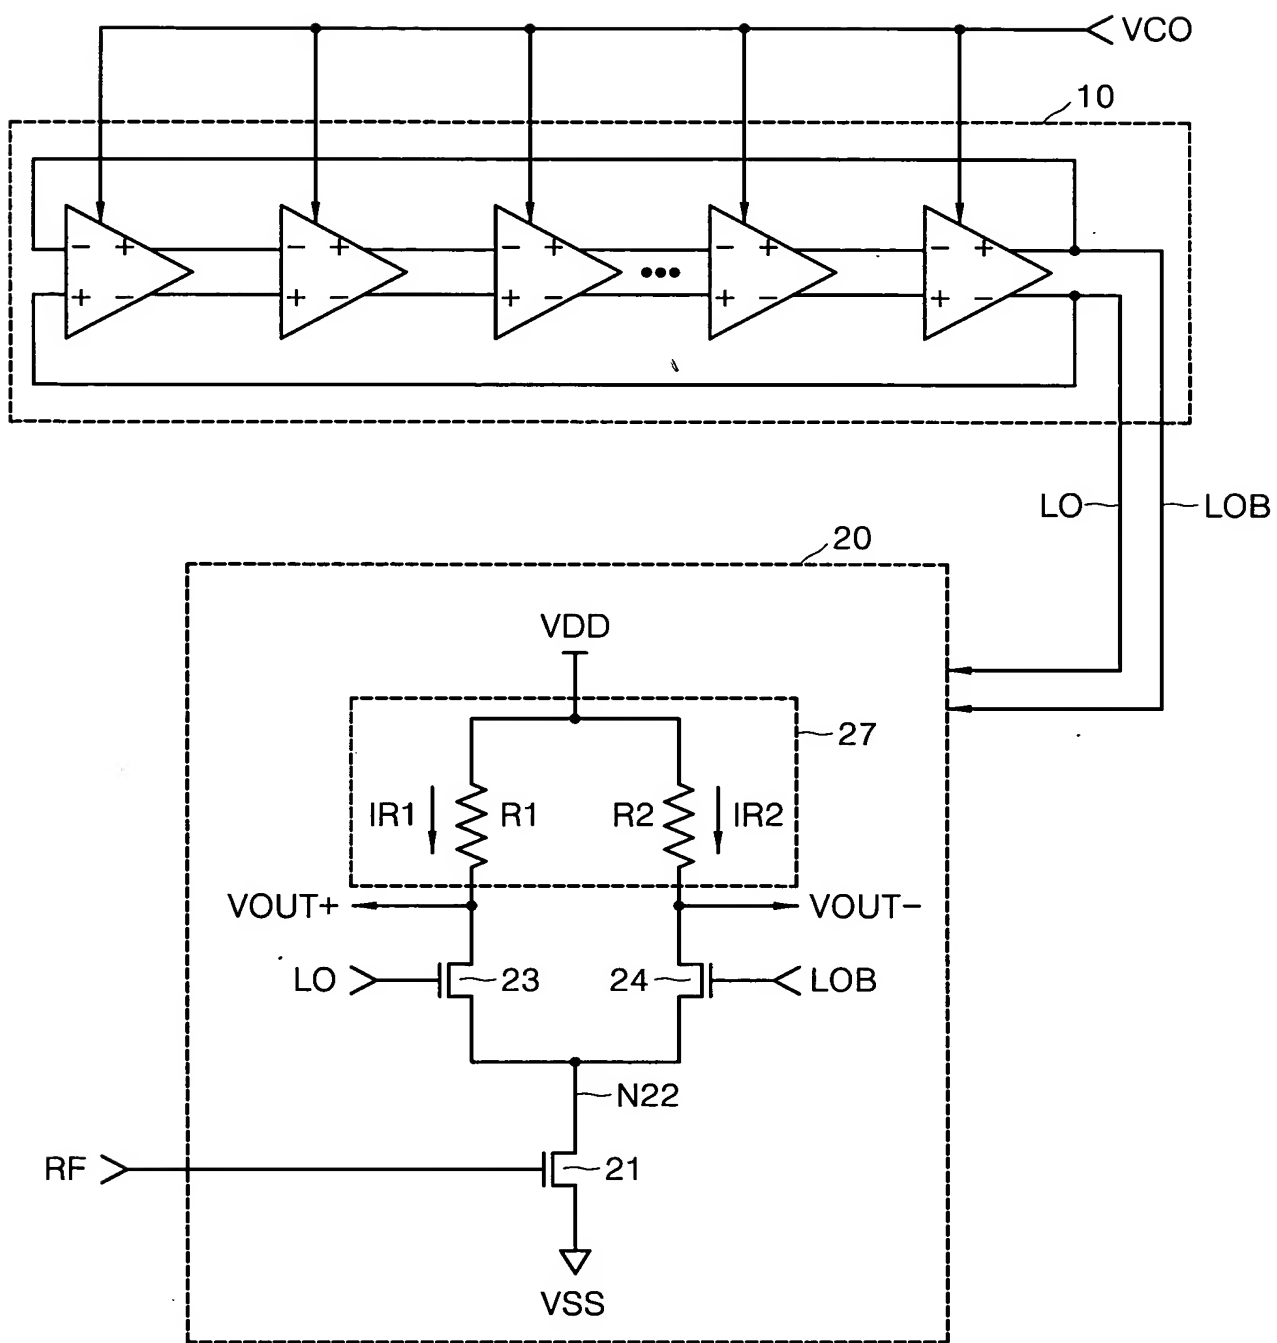 VCO
10
− + − + − + − + − +
+ − + − + − + − + −
LO LOB
20
VDD
27
IR1 R1 R2 IR2
VOUT+ VOUT−
LO 23 24 LOB
N22
RF 21
VSS